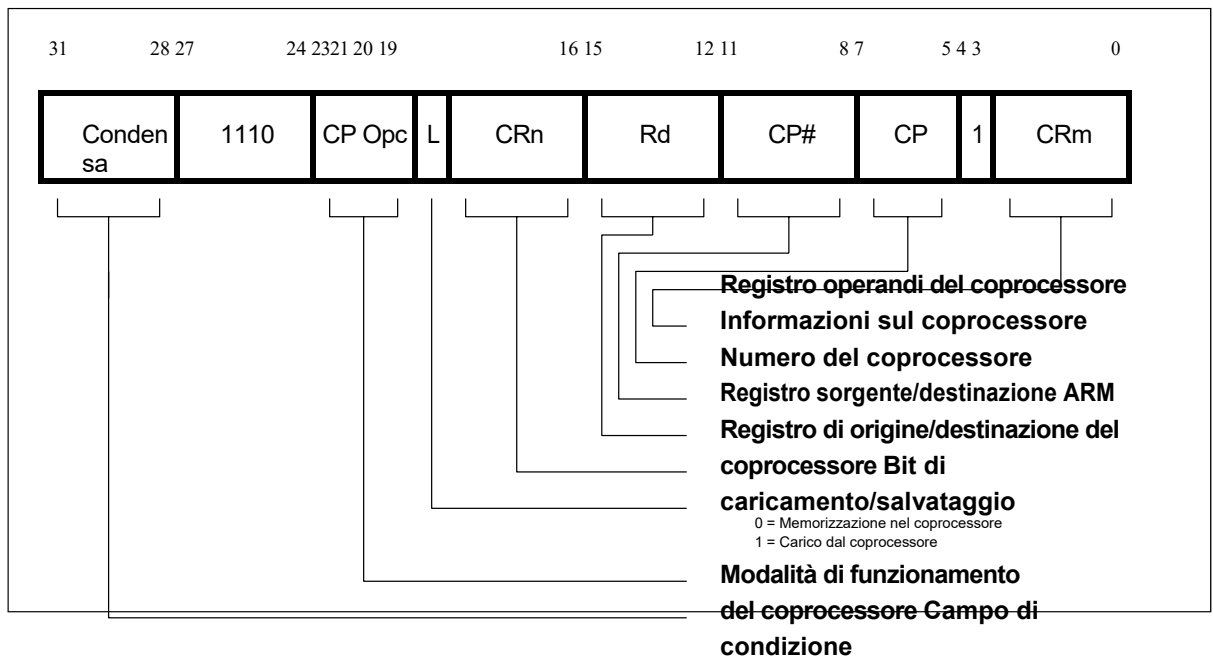 31 28 27 24 2321 20 19 16 15 12 11 8 7 5 4 3 0
Conden
sa 1110 CP Opc L CRn Rd CP# CP 1 CRm
Registro operandi del coprocessore
Informazioni sul coprocessore
Numero del coprocessore
Registro sorgente/destinazione ARM
Registro di origine/destinazione del
coprocessore Bit di
caricamento/salvataggio
0 = Memorizzazione nel coprocessore
1 = Carico dal coprocessore
Modalità di funzionamento
del coprocessore Campo di
condizione